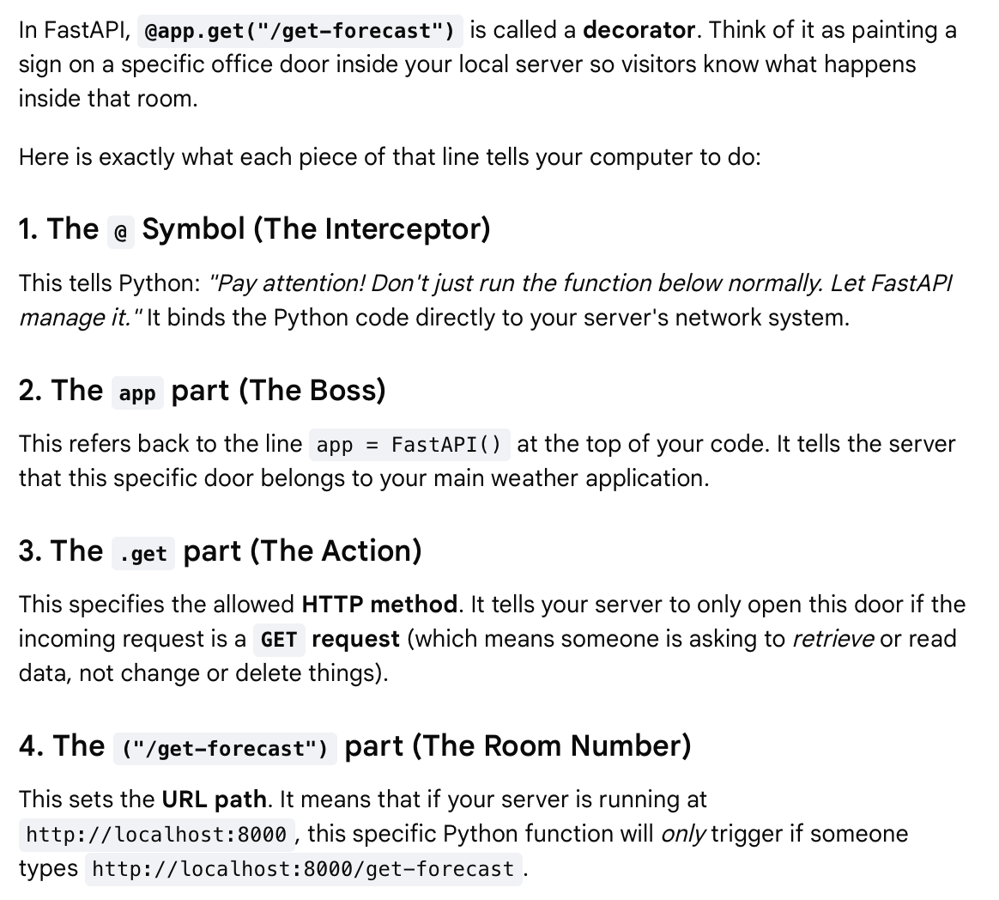 In FastAPI, @app.get("/get-forecast") is called a decorator. Think of it as painting a
sign on a specific office door inside your local server so visitors know what happens
inside that room.
Here is exactly what each piece of that line tells your computer to do:
1. The @ Symbol (The Interceptor)
This tells Python: "Pay attention! Don't just run the function below normally. Let FastAPI
manage it." It binds the Python code directly to your server's network system.
2. The app part (The Boss)
This refers back to the line app = FastAPI() at the top of your code. It tells the server
that this specific door belongs to your main weather application.
3. The .get part (The Action)
This specifies the allowed HTTP method. It tells your server to only open this door if the
incoming request is a GET request (which means someone is asking to retrieve or read
data, not change or delete things).
4. The ("/get-forecast") part (The Room Number)
This sets the URL path. It means that if your server is running at
http://localhost:8000, this specific Python function will only trigger if someone
types http://localhost:8000/get-forecast.